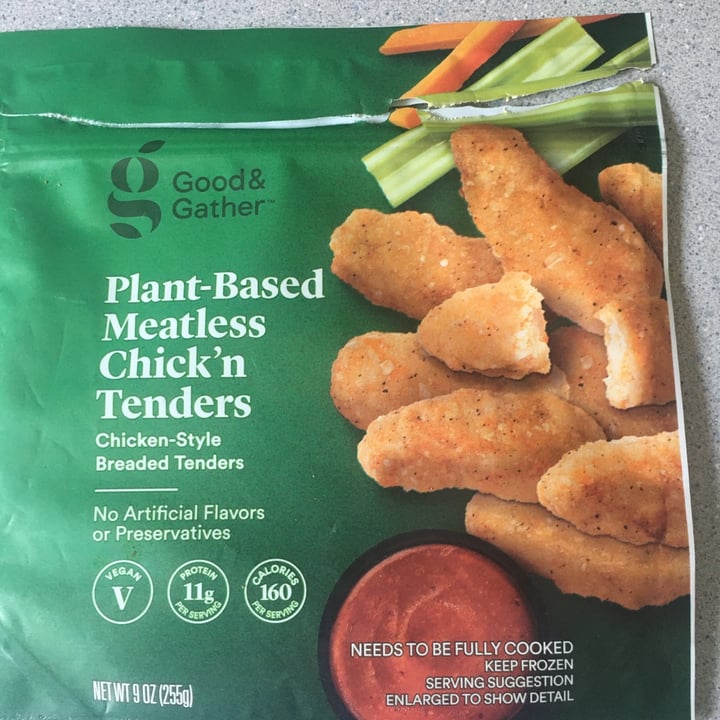 Good &
Gather™
Plant-Based
Meatless
Chick'n
Tenders
Chicken-Style
Breaded Tenders
No Artificial Flavors
or Preservatives
VEGAN
V
PROTEIN
11g
PER SERVING
CALORIES
160
PER SERVING
NEEDS TO BE FULLY COOKED
KEEP FROZEN
SERVING SUGGESTION
ENLARGED TO SHOW DETAIL
NET WT 9 OZ (255g)